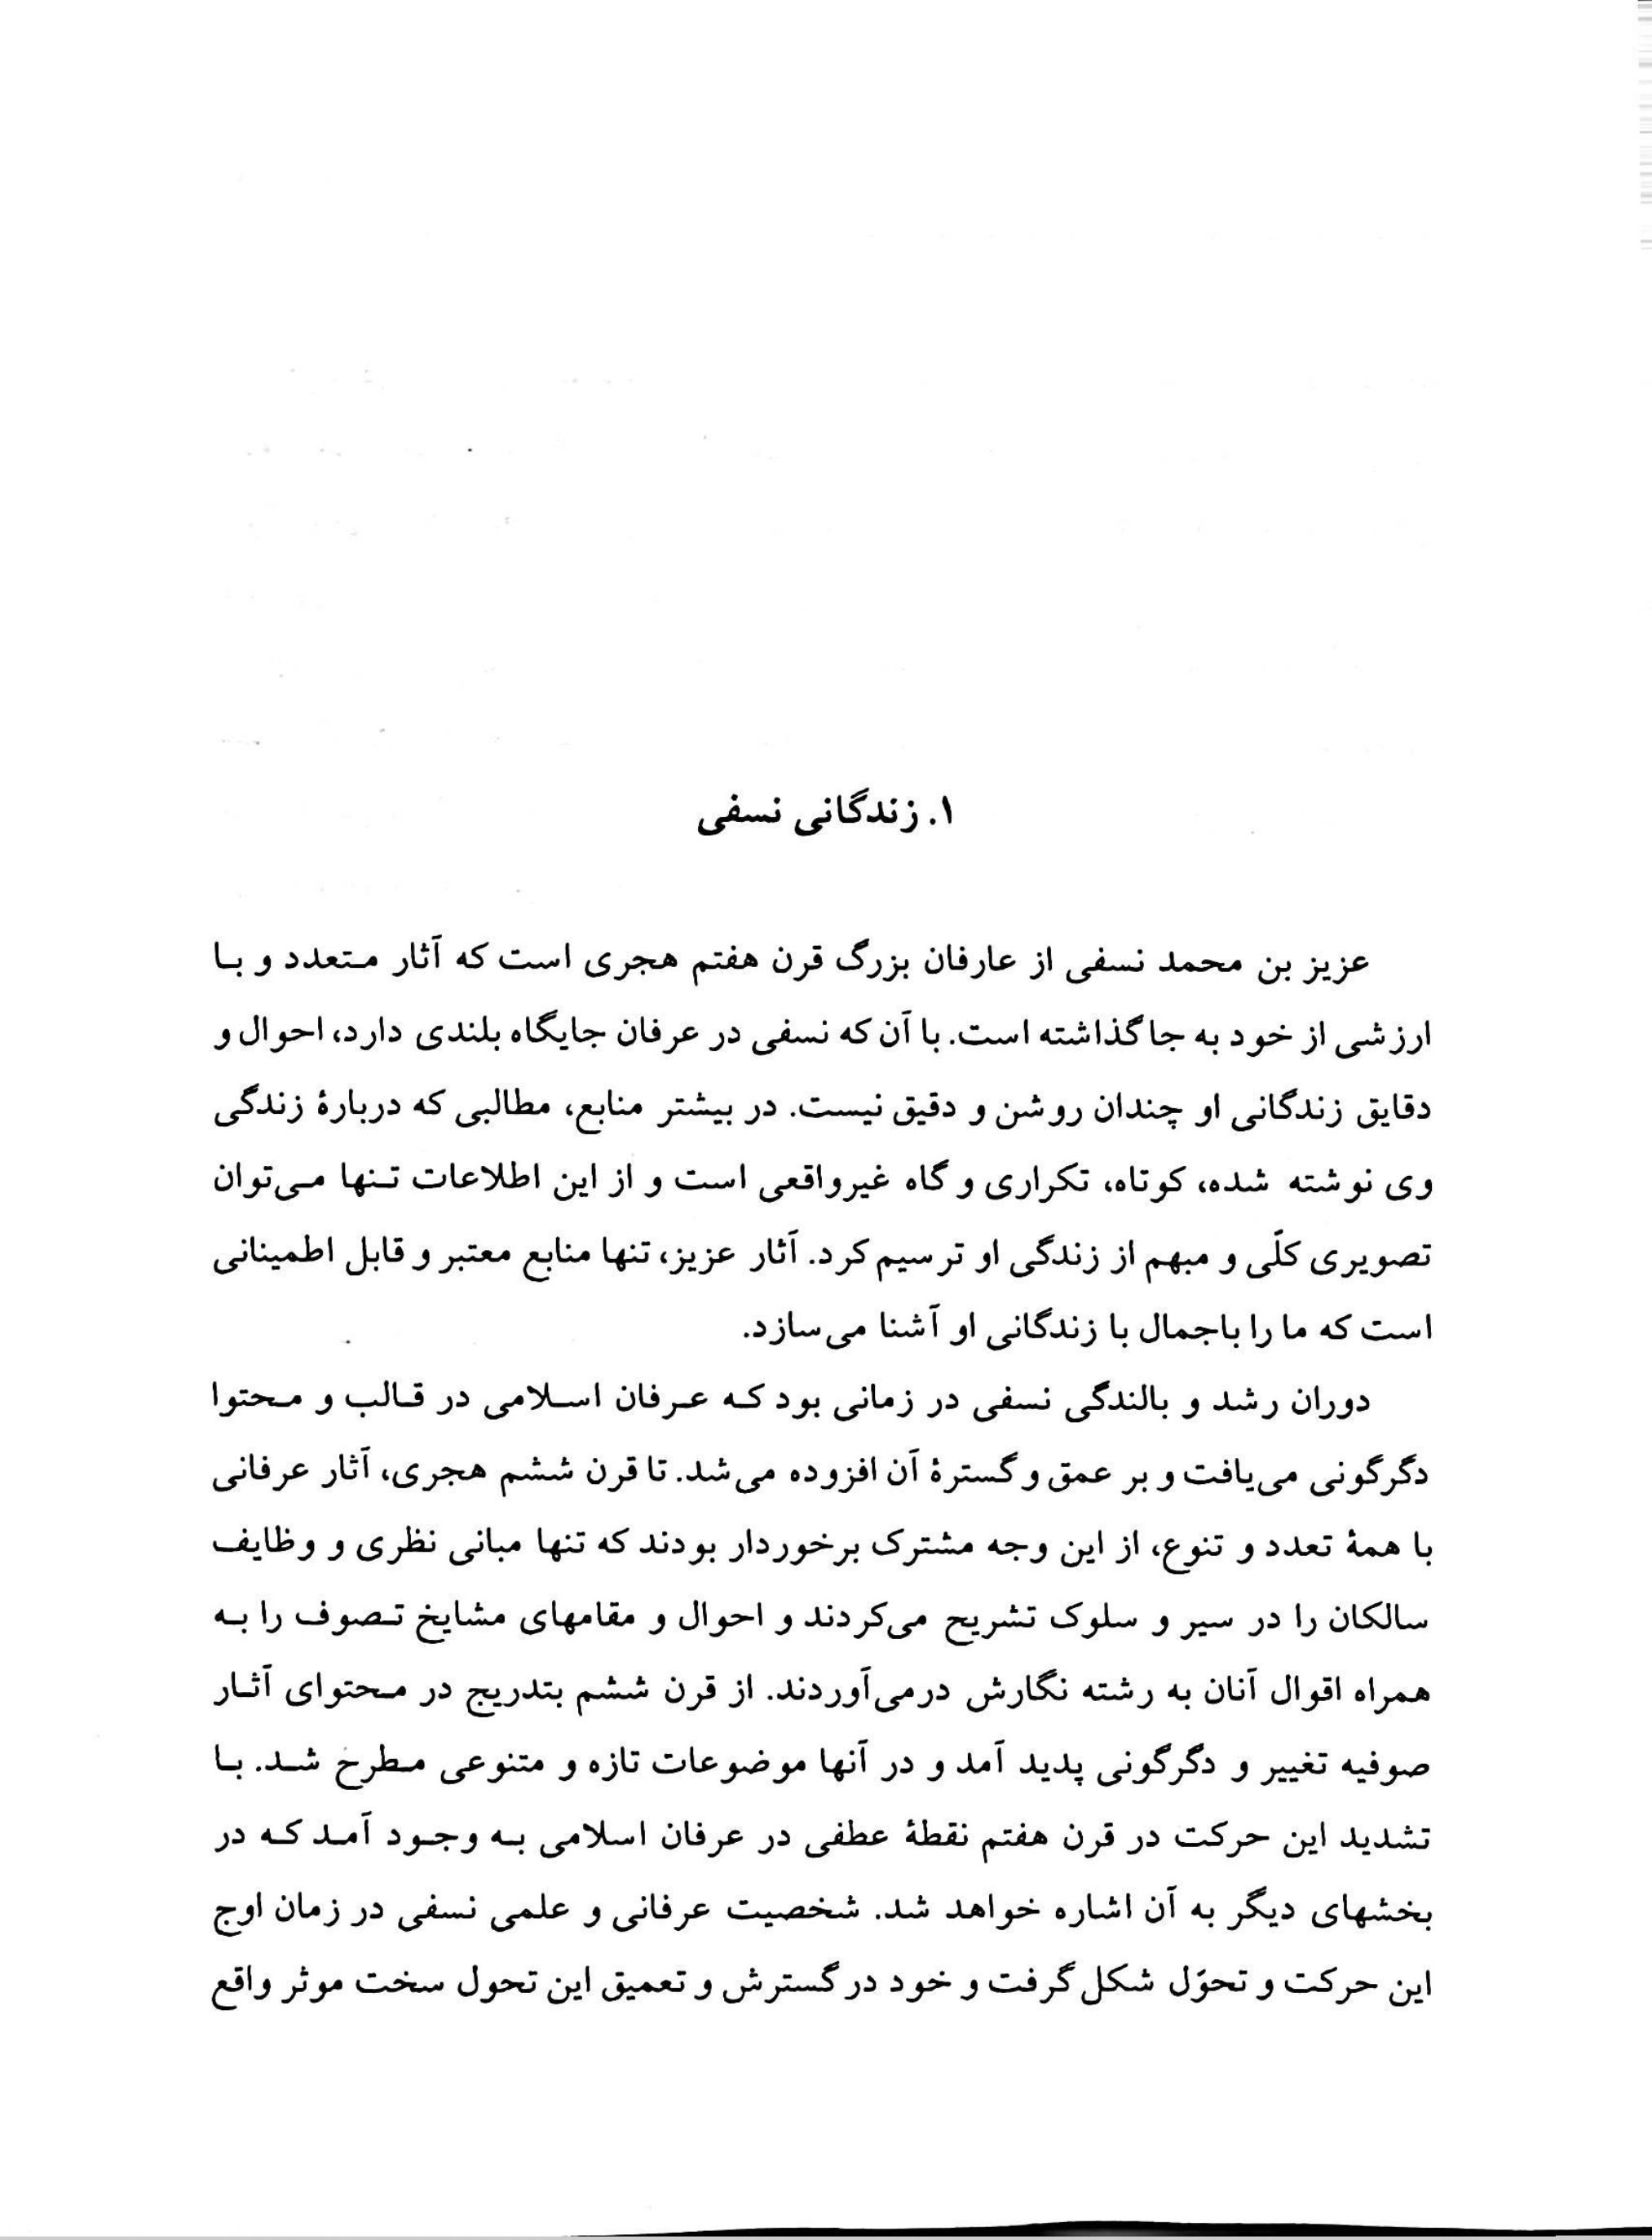 ۱. زندگانی نسفی
عزیز بن محمد نسفی از عارفان بزرگ قرن هفتم هجری است که آثار متعدد و با
ارزشی از خود به جا گذاشته است. با آن که نسفی در عرفان جایگاه بلندی دارد، احوال و
دقایق زندگانی او چندان روشن و دقیق نیست. در بیشتر منابع، مطالبی که دربارهٔ زندگی
وی نوشته شده، کوتاه، تکراری و گاه غیرواقعی است و از این اطلاعات تنها می‌توان
تصویری کلّی و مبهم از زندگی او ترسیم کرد. آثار عزیز، تنها منابع معتبر و قابل اطمینانی
است که ما را باجمال با زندگانی او آشنا می‌سازد.
دوران رشد و بالندگی نسفی در زمانی بود که عرفان اسلامی در قالب و محتوا
دگرگونی می‌یافت و بر عمق و گسترهٔ آن افزوده می‌شد. تا قرن ششم هجری، آثار عرفانی
با همهٔ تعدد و تنوع، از این وجه مشترک برخوردار بودند که تنها مبانی نظری و وظایف
سالکان را در سیر و سلوک تشریح می‌کردند و احوال و مقامهای مشایخ تصوف را به
همراه اقوال آنان به رشته نگارش درمی‌آوردند. از قرن ششم بتدریج در محتوای آثار
صوفیه تغییر و دگرگونی پدید آمد و در آنها موضوعات تازه و متنوعی مطرح شد. با
تشدید این حرکت در قرن هفتم نقطهٔ عطفی در عرفان اسلامی به وجود آمد که در
بخشهای دیگر به آن اشاره خواهد شد. شخصیت عرفانی و علمی نسفی در زمان اوج
این حرکت و تحوّل شکل گرفت و خود در گسترش و تعمیق این تحول سخت موثر واقع